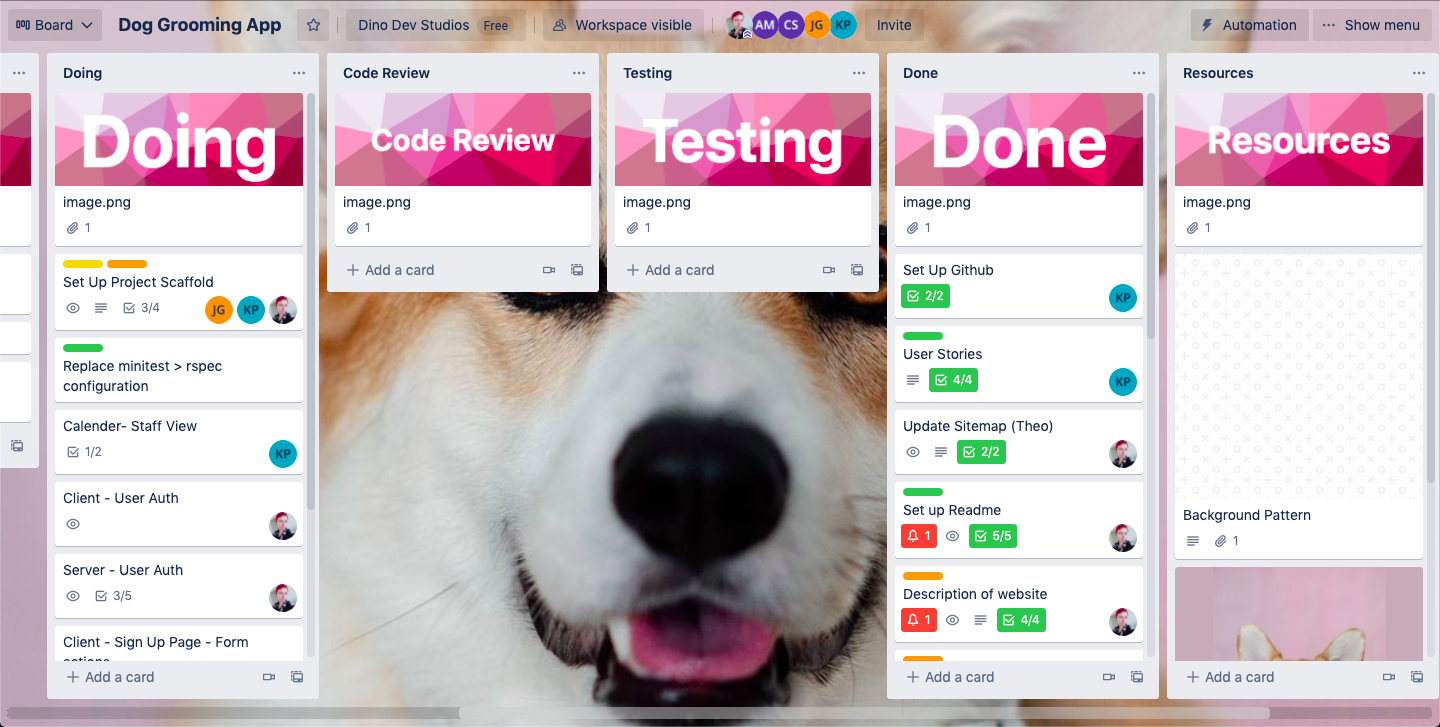 Board
Dog Grooming App
Dino Dev Studios Free
Workspace visible
AM
CS
JG
KP
Invite
Automation
Show menu
Doing
Doing
image.png
1
Set Up Project Scaffold
3/4
JG
KP
Replace minitest > rspec
configuration
Calender- Staff View
1/2
KP
Client - User Auth
Server - User Auth
3/5
Client - Sign Up Page - Form
Add a card
Code Review
Code Review
image.png
1
Add a card
Testing
Testing
image.png
1
Add a card
Done
Done
image.png
1
Set Up Github
2/2
KP
User Stories
4/4
KP
Update Sitemap (Theo)
2/2
Set up Readme
1
5/5
Description of website
1
4/4
Add a card
Resources
Resources
image.png
1
Background Pattern
1
Add a card